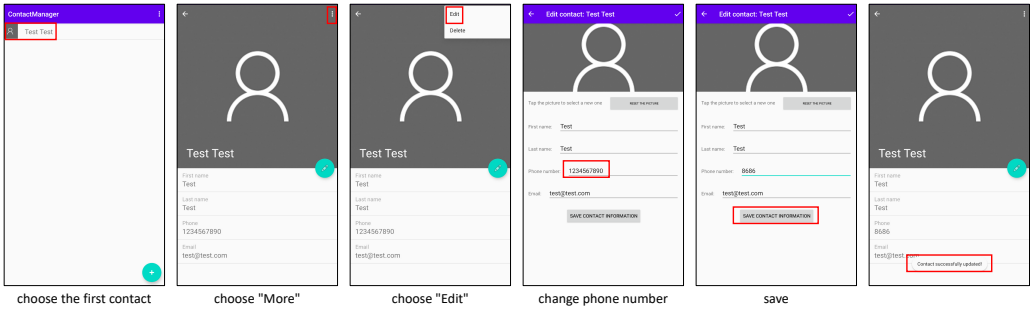 ContactManager
Test Test
choose the first contact
Test Test
First name
Test
Last name
Test
Phone
1234567890
Email
test@test.com
choose "More"
Edit
Delete
Test Test
First name
Test
Last name
Test
Phone
1234567890
Email
test@test.com
choose "Edit"
Edit contact: Test Test
Tap the picture to select a new one RESET THE PICTURE
First name: Test
Last name: Test
Phone number: 1234567890
Email: test@test.com
SAVE CONTACT INFORMATION
change phone number
Edit contact: Test Test
Tap the picture to select a new one RESET THE PICTURE
First name: Test
Last name: Test
Phone number: 8686
Email: test@test.com
SAVE CONTACT INFORMATION
save
Test Test
First name
Test
Last name
Test
Phone
8686
Email
test@test.com
Contact successfully updated!